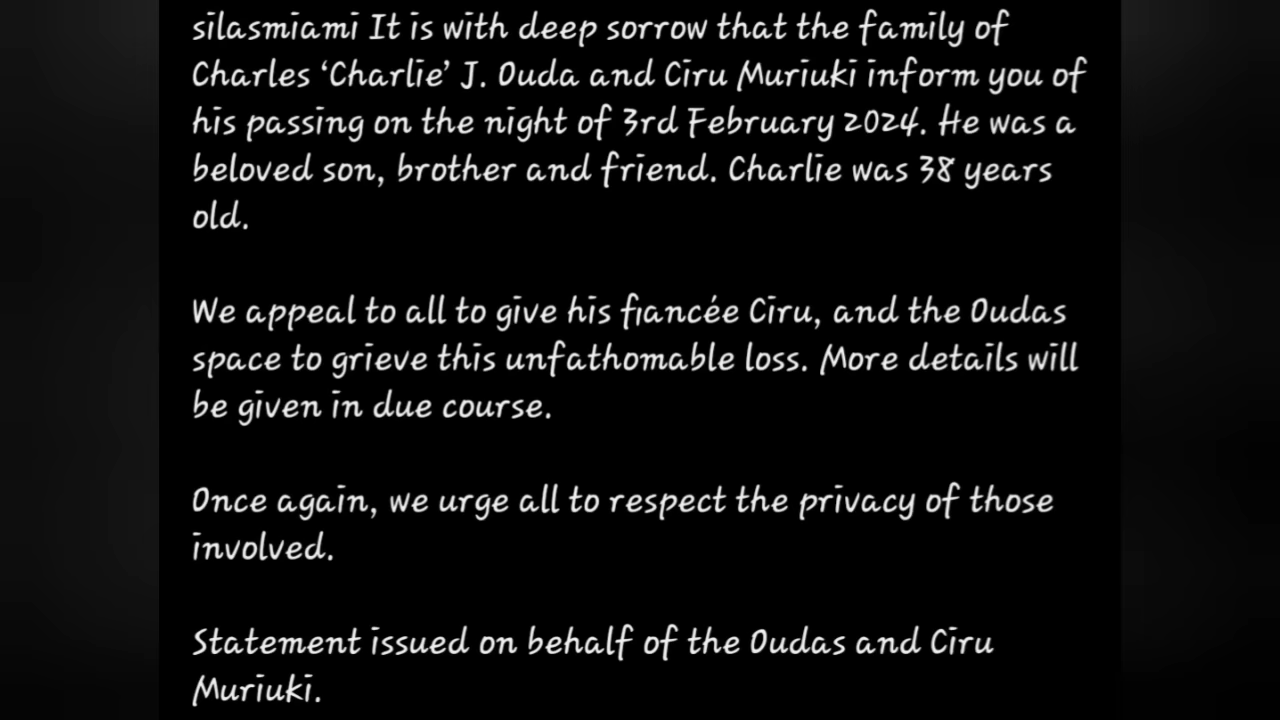 silasmiami It is with deep sorrow that the family of
Charles ‘Charlie’ J. Ouda and Ciru Muriuki inform you of
his passing on the night of 3rd February 2024. He was a
beloved son, brother and friend. Charlie was 38 years
old.
We appeal to all to give his fiancée Ciru, and the Oudas
space to grieve this unfathomable loss. More details will
be given in due course.
Once again, we urge all to respect the privacy of those
involved.
Statement issued on behalf of the Oudas and Ciru
Muriuki.